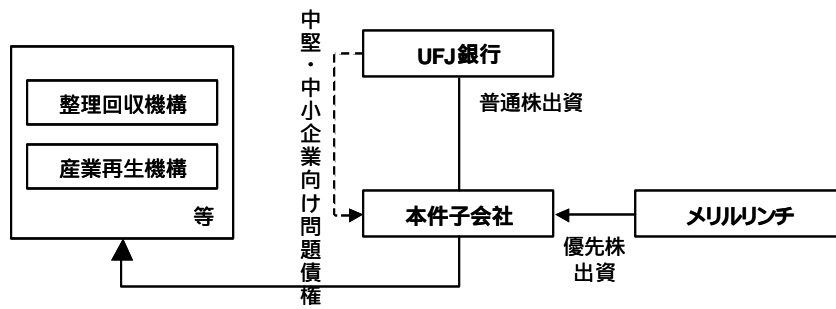 整理回収機構
産業再生機構
等
中堅・中小企業向け問題債権
UFJ銀行
普通株出資
本件子会社
メリルリンチ
優先株
出資